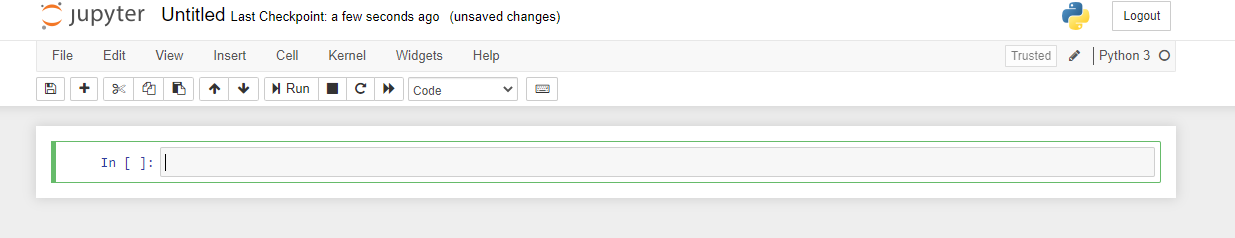 jupyter Untitled Last Checkpoint: a few seconds ago (unsaved changes) Logout
File Edit View Insert Cell Kernel Widgets Help Trusted Python 3
Run Code
In [ ]: